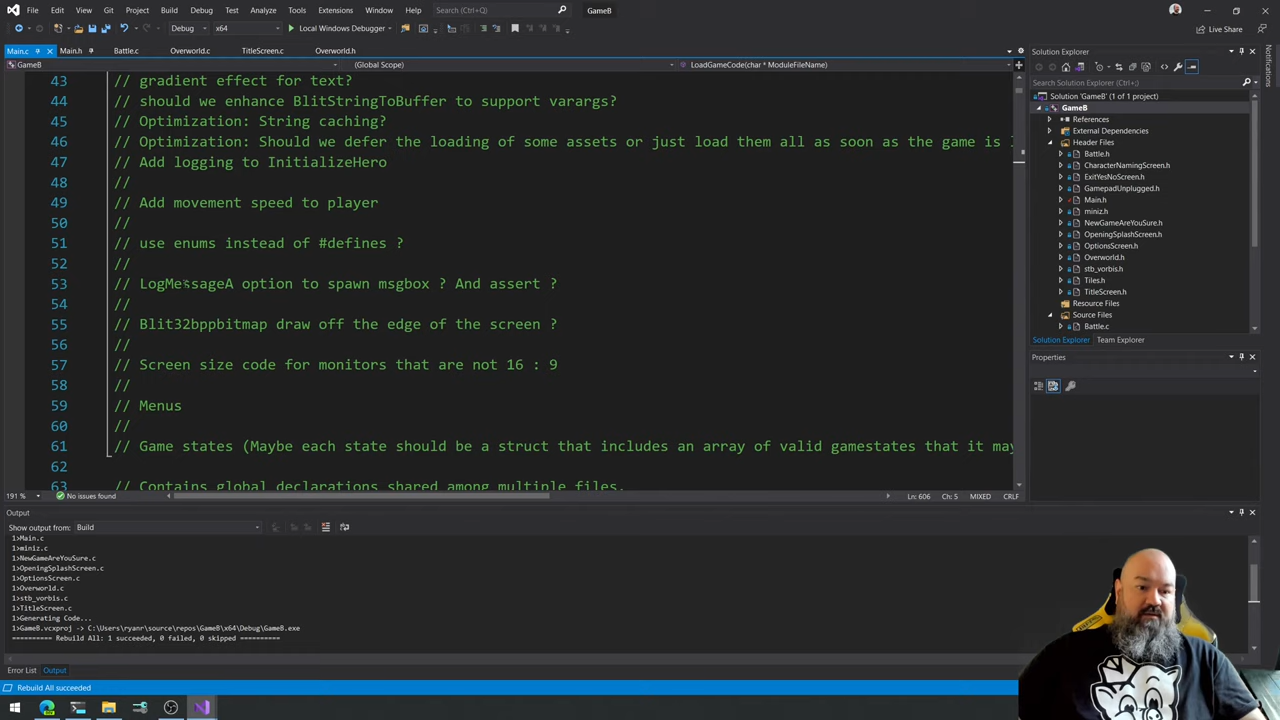 File Edit View Git Project Build Debug Test Analyze Tools Extensions Window Help Search (Ctrl+Q) GameB
Debug x64 Local Windows Debugger Live Share
Main.c Main.h Battle.c Overworld.c TitleScreen.c Overworld.h
GameB (Global Scope) LoadGameCode(char * ModuleFileName)
43 // gradient effect for text?
44 // should we enhance BlitStringToBuffer to support varargs?
45 // Optimization: String caching?
46 // Optimization: Should we defer the loading of some assets or just load them all as soon as the game is l
47 // Add logging to InitializeHero
48 //
49 // Add movement speed to player
50 //
51 // use enums instead of #defines ?
52 //
53 // LogMessageA option to spawn msgbox ? And assert ?
54 //
55 // Blit32bppbitmap draw off the edge of the screen ?
56 //
57 // Screen size code for monitors that are not 16 : 9
58 //
59 // Menus
60 //
61 // Game states (Maybe each state should be a struct that includes an array of valid gamestates that it may
62
63 // Contains global declarations shared among multiple files.
191 % No issues found Ln: 606 Ch: 5 MIXED CRLF
Output
Show output from: Build
1>Main.c
1>miniz.c
1>NewGameAreYouSure.c
1>OpeningSplashScreen.c
1>OptionsScreen.c
1>Overworld.c
1>stb_vorbis.c
1>TitleScreen.c
1>Generating Code...
1>GameB.vcxproj -> C:\Users\ryanr\source\repos\GameB\x64\Debug\GameB.exe
========== Rebuild All: 1 succeeded, 0 failed, 0 skipped ==========
Error List Output
Rebuild All succeeded
Solution Explorer
Search Solution Explorer (Ctrl+;)
Solution 'GameB' (1 of 1 project)
GameB
References
External Dependencies
Header Files
Battle.h
CharacterNamingScreen.h
ExitYesNoScreen.h
GamepadUnplugged.h
Main.h
miniz.h
NewGameAreYouSure.h
OpeningSplashScreen.h
OptionsScreen.h
Overworld.h
stb_vorbis.h
Tiles.h
TitleScreen.h
Resource Files
Source Files
Battle.c
Solution Explorer Team Explorer
Properties
Notifications